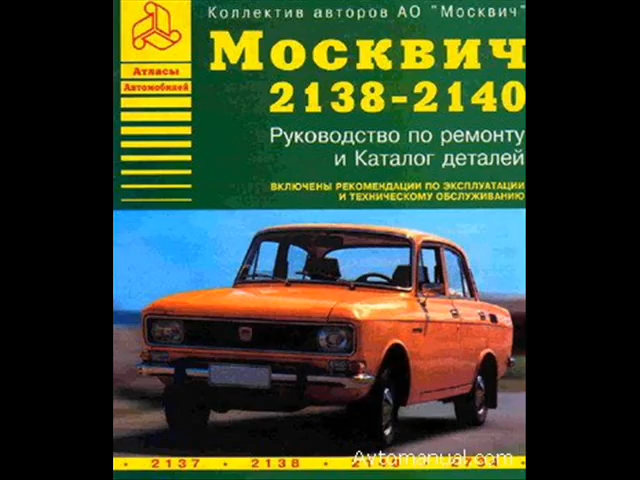 Коллектив авторов АО "Москвич"
Атласы
Автомобилей
Москвич
2138-2140
Руководство по ремонту
и Каталог деталей
ВКЛЮЧЕНЫ РЕКОМЕНДАЦИИ ПО ЭКСПЛУАТАЦИИ
И ТЕХНИЧЕСКОМУ ОБСЛУЖИВАНИЮ
Avtomanual.com
· 2137 · 2138 ·